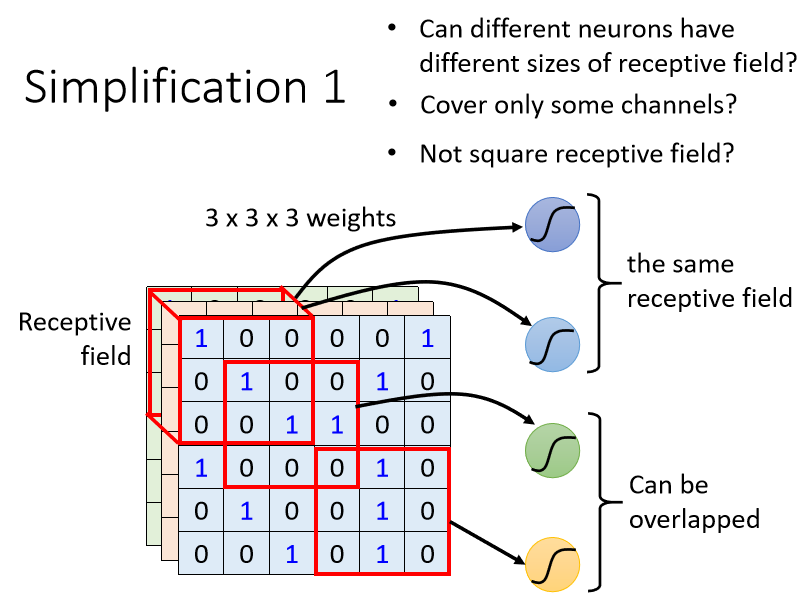 Simplification 1
• Can different neurons have
different sizes of receptive field?
• Cover only some channels?
• Not square receptive field?
3 x 3 x 3 weights
the same
receptive field
Receptive
field
1 0 0 0 0 1
0 1 0 0 1 0
0 0 1 1 0 0
1 0 0 0 1 0
0 1 0 0 1 0
0 0 1 0 1 0
Can be
overlapped